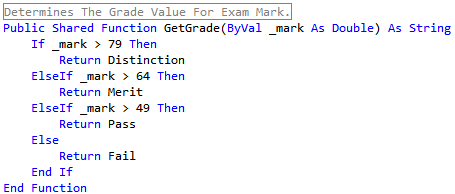 Determines The Grade Value For Exam Mark.
Public Shared Function GetGrade(ByVal _mark As Double) As String
    If _mark > 79 Then
        Return Distinction
    ElseIf _mark > 64 Then
        Return Merit
    ElseIf _mark > 49 Then
        Return Pass
    Else
        Return Fail
    End If
End Function